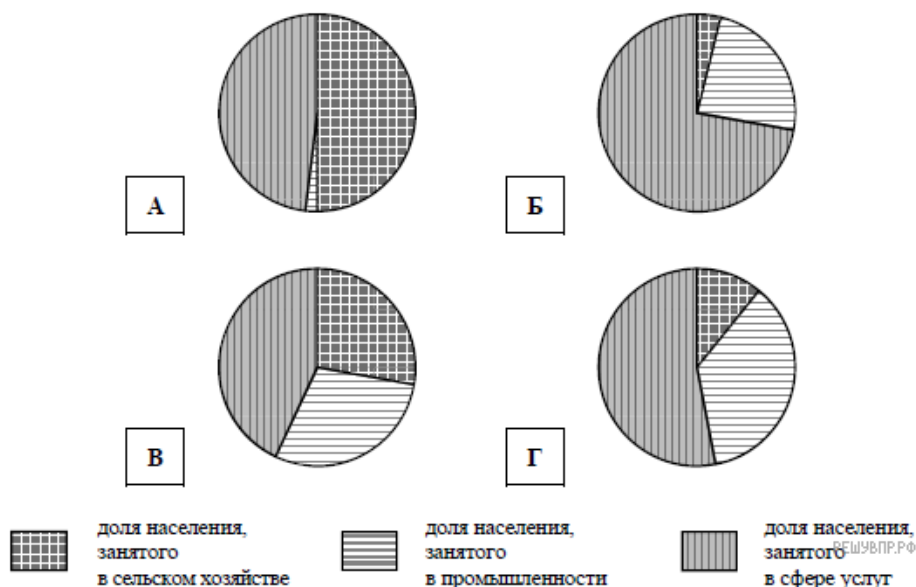 А
Б
В
Г
доля населения,
занятого
в сельском хозяйстве
доля населения,
занятого
в промышленности
доля населения,
занятого
в сфере услуг
РЕШУВПР.РФ